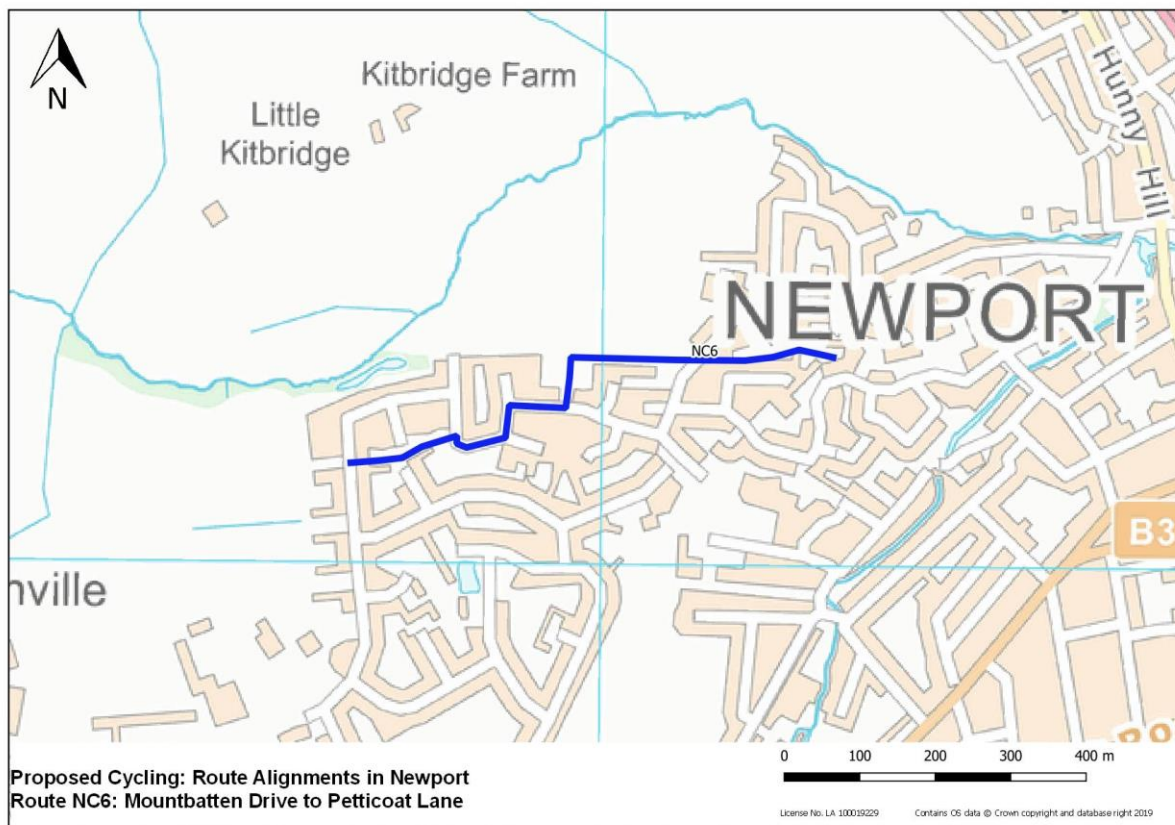 N
Kitbridge Farm
Little
Kitbridge
Hunny Hill
NEWPORT
NC6
B3
nville
0 100 200 300 400 m
Proposed Cycling: Route Alignments in Newport
Route NC6: Mountbatten Drive to Petticoat Lane
License No. LA 100019229
Contains OS data @ Crown copyright and database right 2019